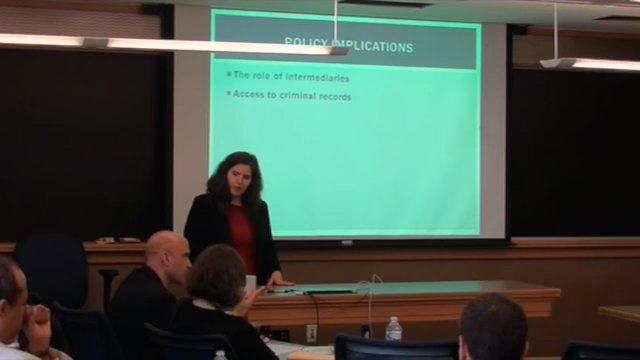 POLICY IMPLICATIONS
The role of intermediaries
Access to criminal records